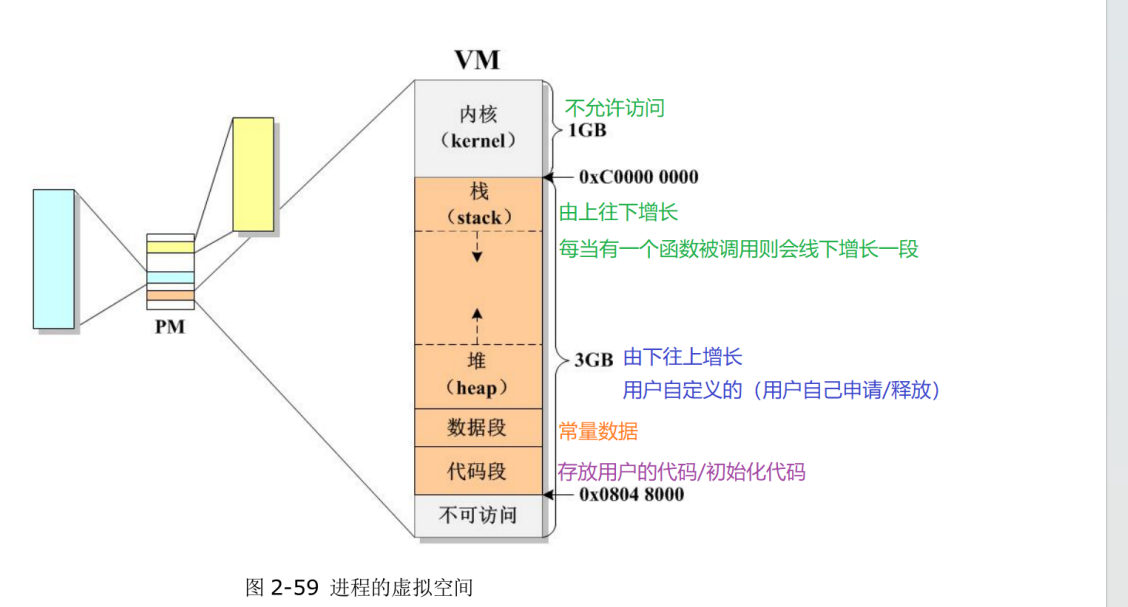 VM
内核
（kernel）
不允许访问
1GB
0xC0000 0000
栈
（stack）
由上往下增长
每当有一个函数被调用则会线下增长一段
PM
3GB
由下往上增长
堆
（heap）
用户自定义的（用户自己申请/释放）
数据段
常量数据
代码段
存放用户的代码/初始化代码
0x0804 8000
不可访问
图 2-59 进程的虚拟空间